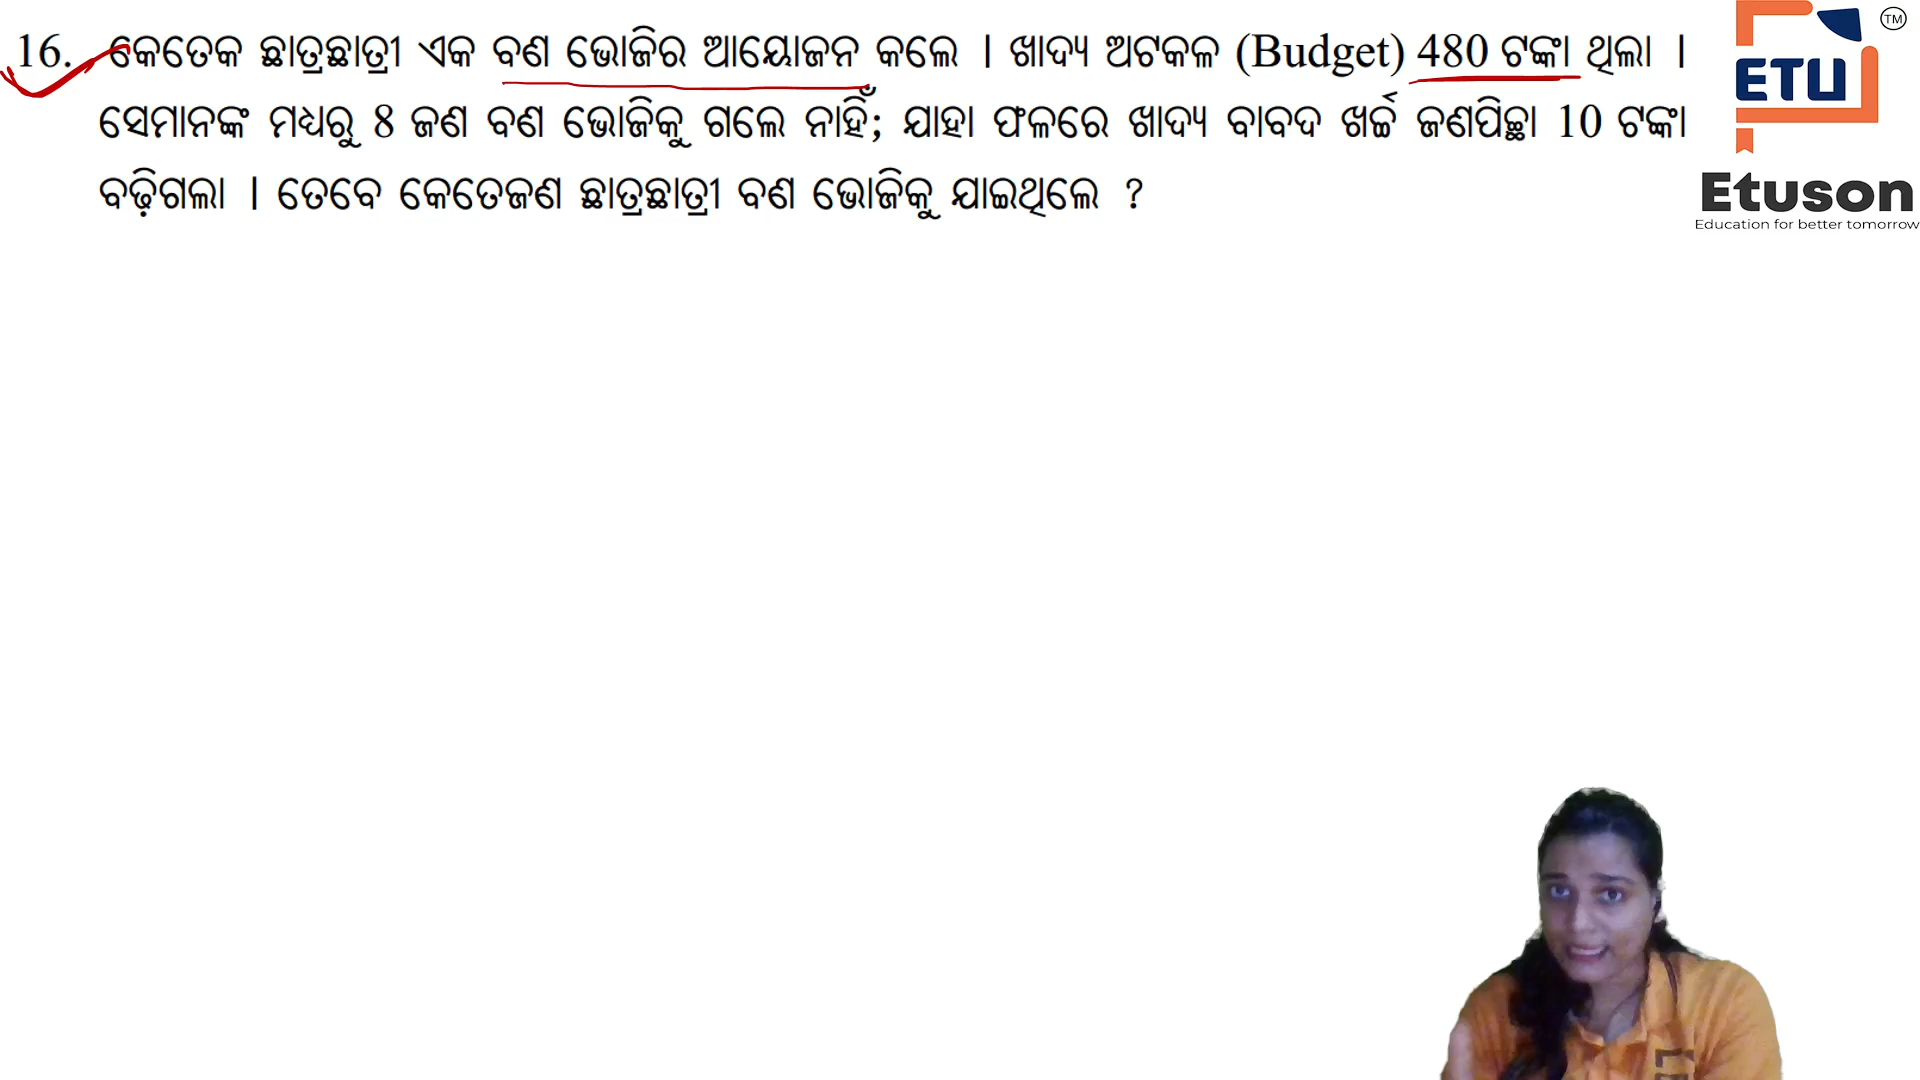 16. କେତେକ ଛାତ୍ରଛାତ୍ରୀ ଏକ ବଣ ଭୋଜିର ଆୟୋଜନ କଲେ । ଖାଦ୍ୟ ଅଟକଳ (Budget) 480 ଟଙ୍କା ଥିଲା ।
ସେମାନଙ୍କ ମଧ୍ୟରୁ 8 ଜଣ ବଣ ଭୋଜିକୁ ଗଲେ ନାହିଁ; ଯାହା ଫଳରେ ଖାଦ୍ୟ ବାବଦ ଖର୍ଚ୍ଚ ଜଣପିଛା 10 ଟଙ୍କା
ବଢ଼ିଗଲା । ତେବେ କେତେଜଣ ଛାତ୍ରଛାତ୍ରୀ ବଣ ଭୋଜିକୁ ଯାଇଥିଲେ ?
TM
ETU
Etuson
Education for better tomorrow